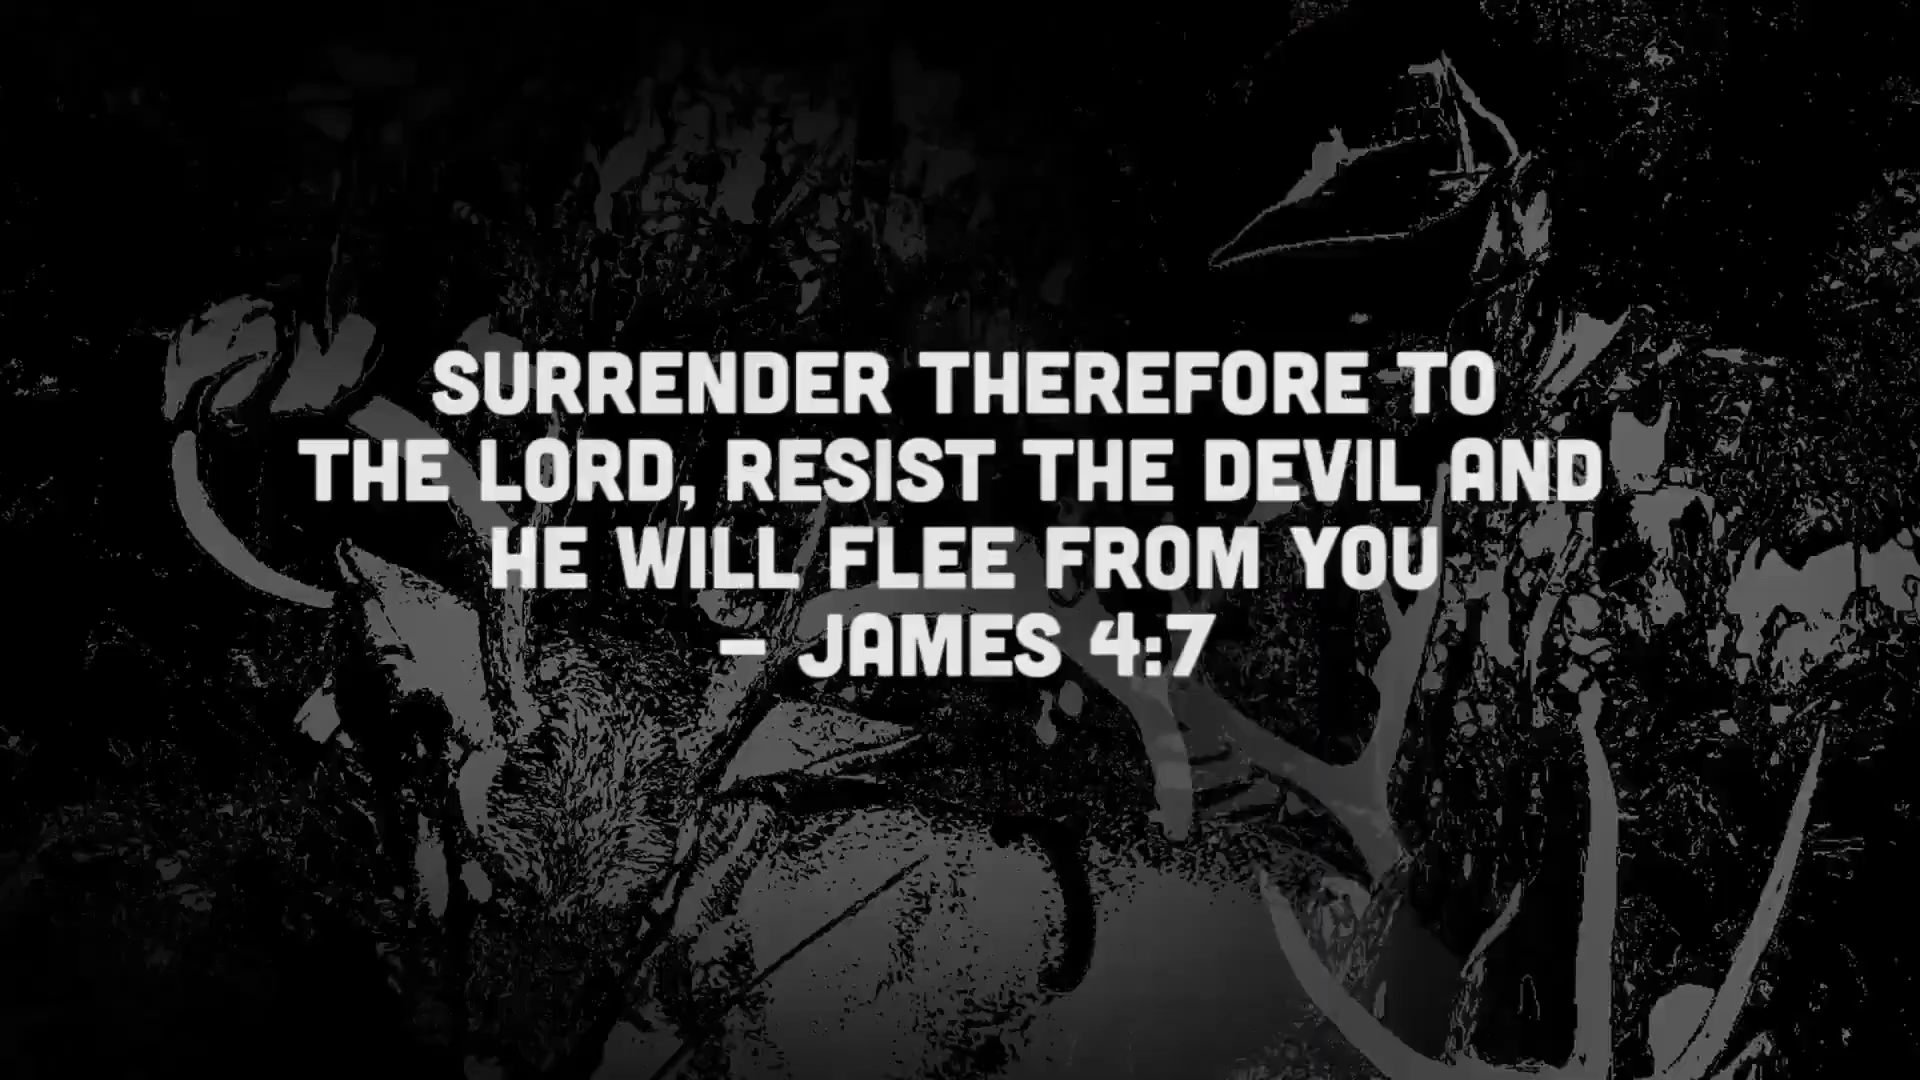 SURRENDER THEREFORE TO
THE LORD, RESIST THE DEVIL AND
HE WILL FLEE FROM YOU
- JAMES 4:7